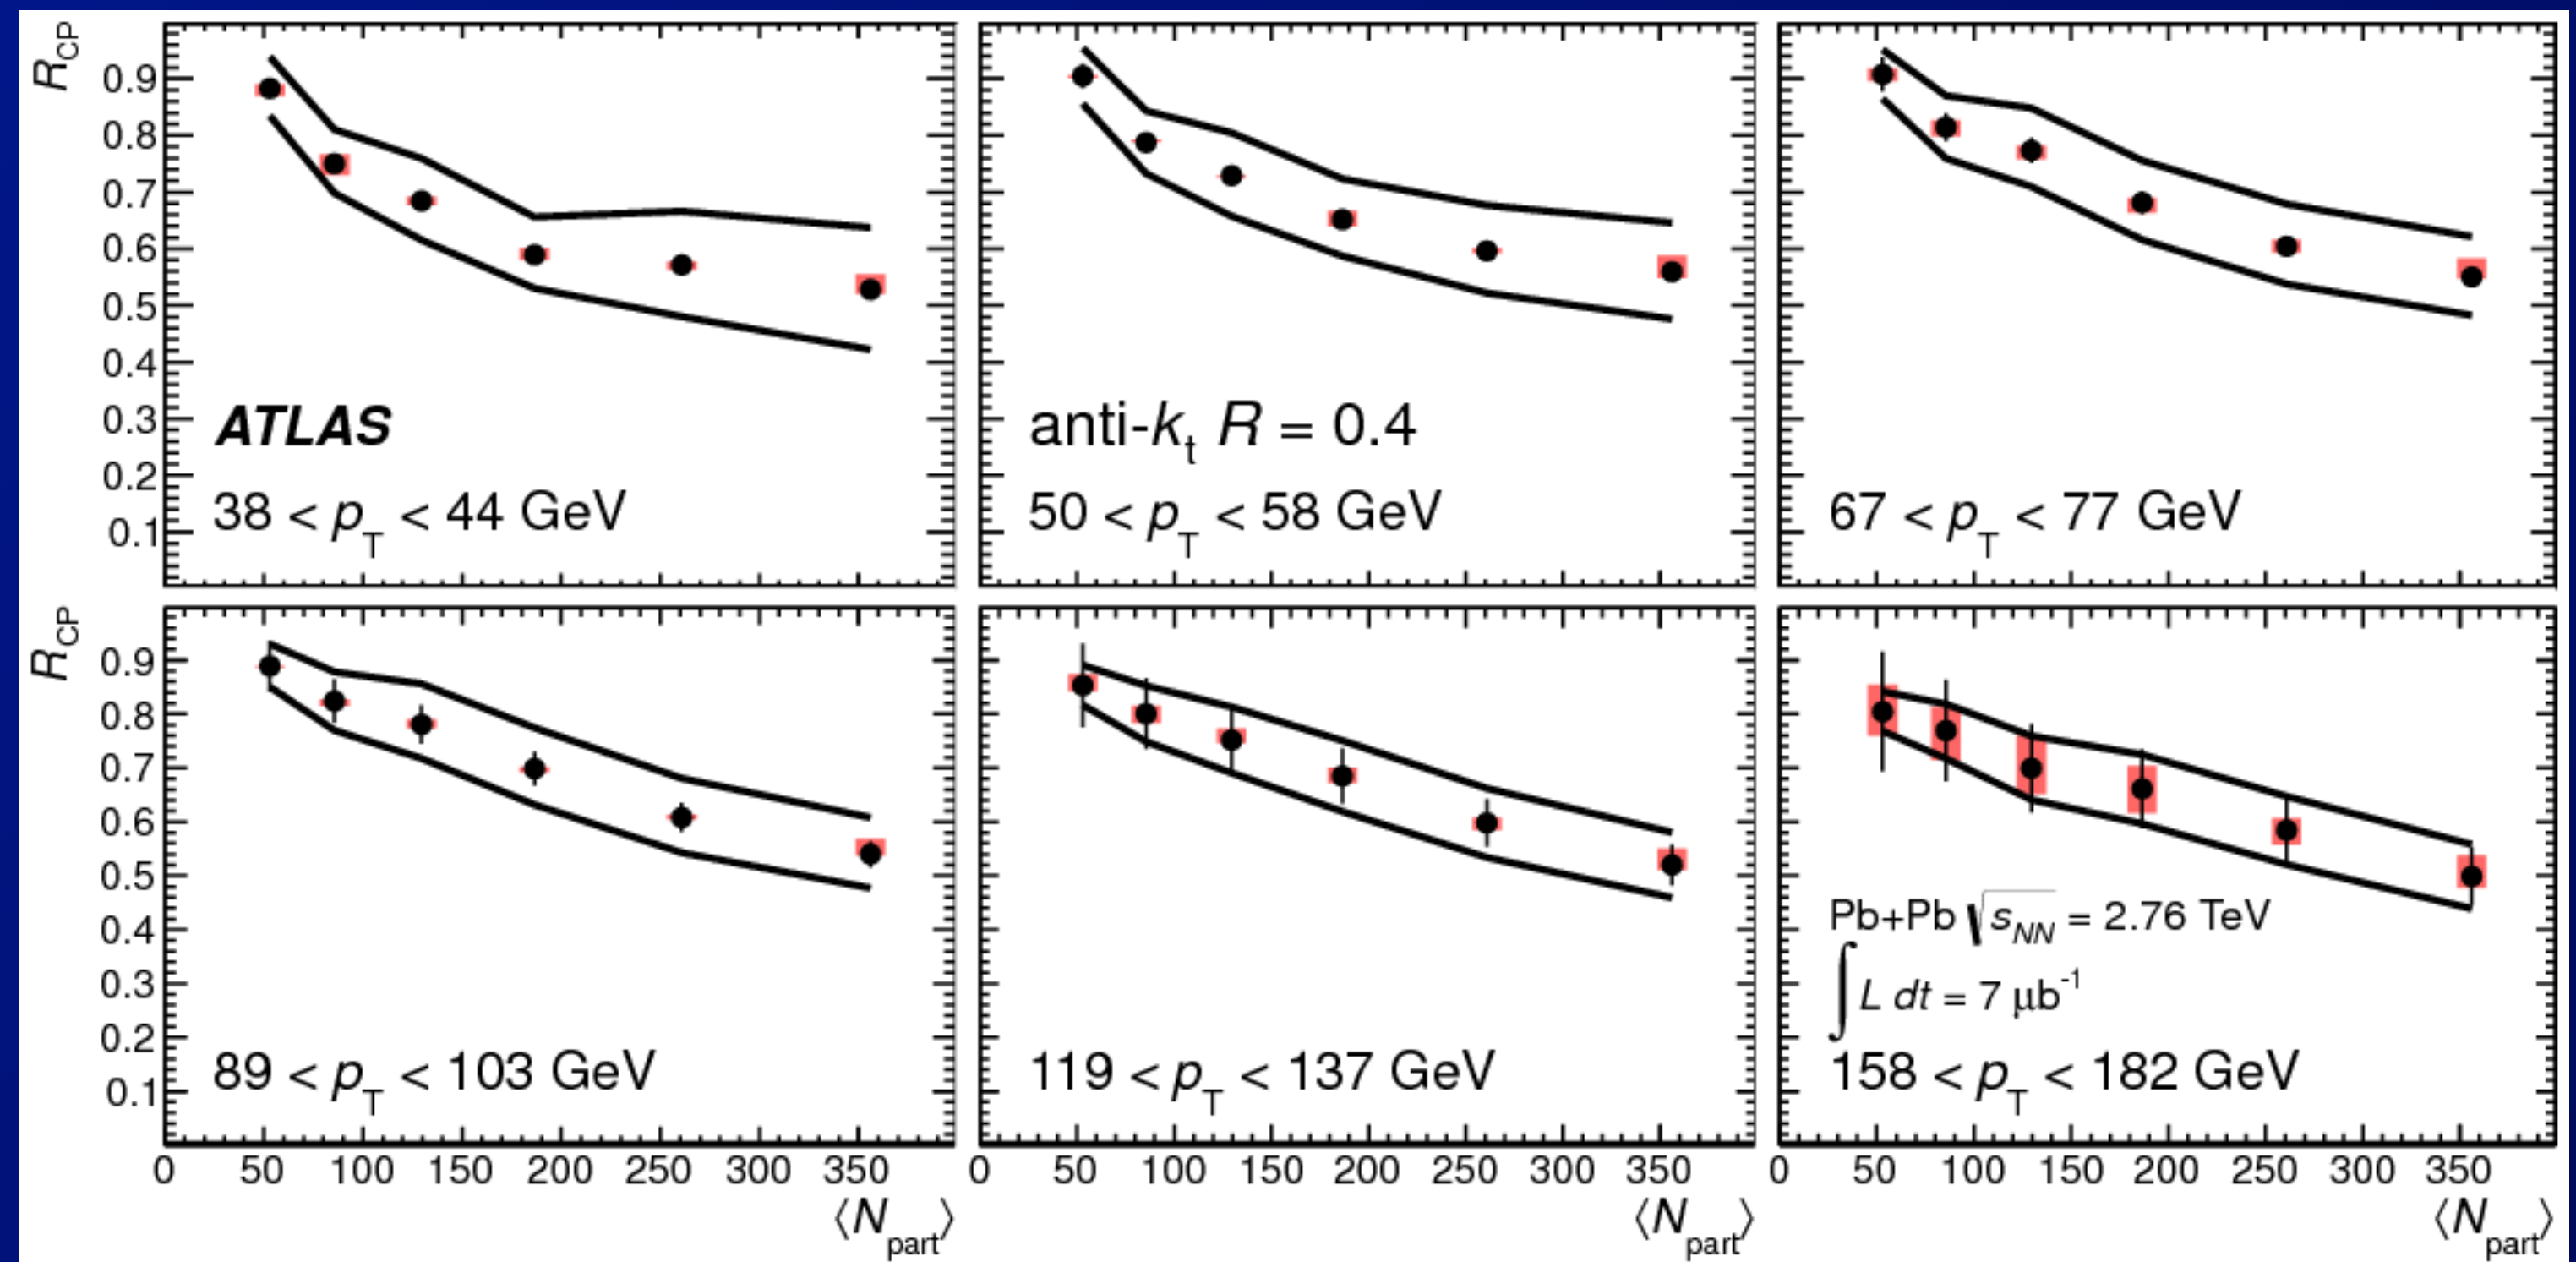 R_CP
0.9
0.8
0.7
0.6
0.5
0.4
0.3
0.2
0.1
ATLAS
38 < p_T < 44 GeV
anti-k_t R = 0.4
50 < p_T < 58 GeV
67 < p_T < 77 GeV
R_CP
0.9
0.8
0.7
0.6
0.5
0.4
0.3
0.2
0.1
89 < p_T < 103 GeV
119 < p_T < 137 GeV
Pb+Pb √s_NN = 2.76 TeV
∫ L dt = 7 μb⁻¹
158 < p_T < 182 GeV
0 50 100 150 200 250 300 350
0 50 100 150 200 250 300 350
0 50 100 150 200 250 300 350
⟨N_part⟩
⟨N_part⟩
⟨N_part⟩